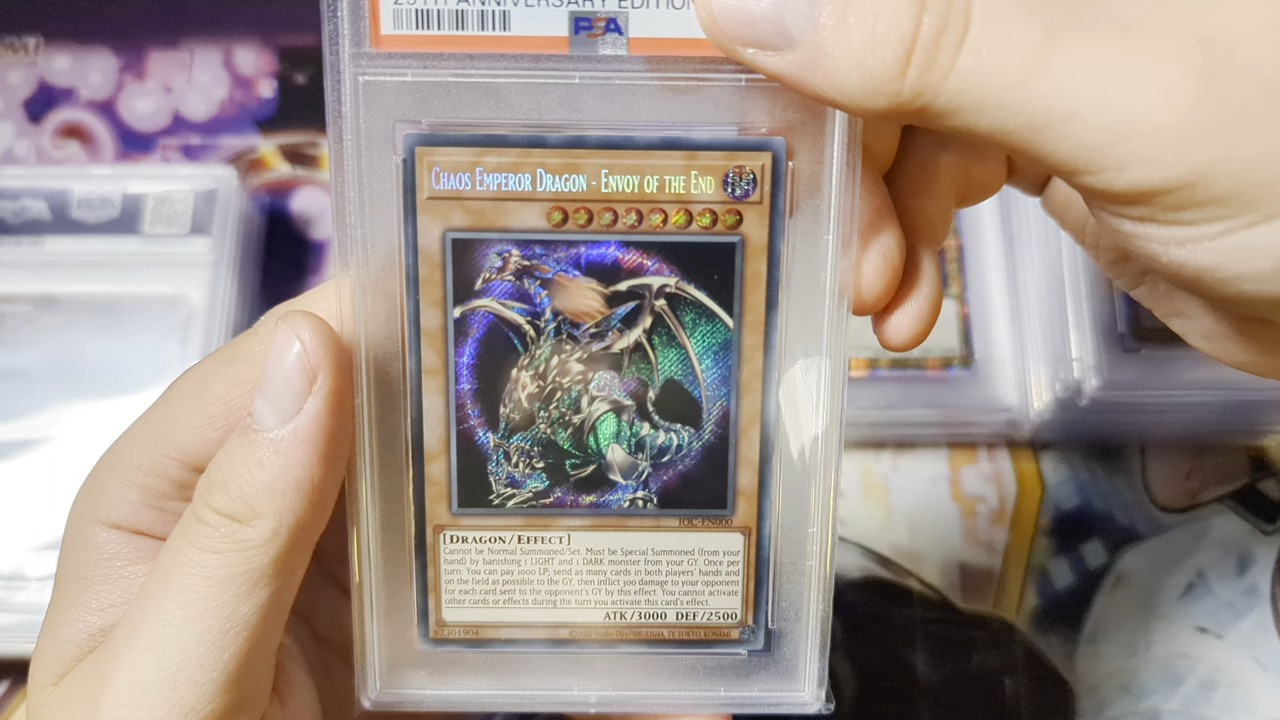 25TH ANNIVERSARY EDITION
PSA
CHAOS EMPEROR DRAGON - ENVOY OF THE END
IOC-EN000
[DRAGON/EFFECT]
Cannot be Normal Summoned/Set. Must be Special Summoned (from your
hand) by banishing 1 LIGHT and 1 DARK monster from your GY. Once per
turn: You can pay 1000 LP; send as many cards in both players' hands and
on the field as possible to the GY, then inflict 300 damage to your opponent
for each card sent to the opponent's GY by this effect. You cannot activate
other cards or effects during the turn you activate this card's effect.
ATK/3000 DEF/2500
82301904
©2020 Studio Dice/SHUEISHA, TV TOKYO, KONAMI